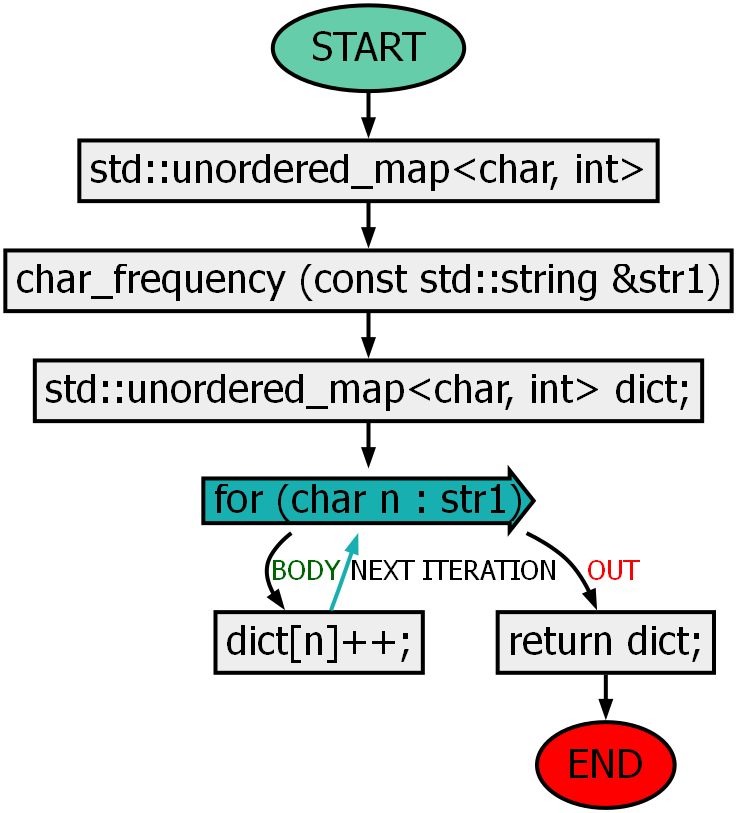 START
std::unordered_map<char, int>
char_frequency (const std::string &str1)
std::unordered_map<char, int> dict;
for (char n : str1)
BODY
NEXT ITERATION
OUT
dict[n]++;
return dict;
END